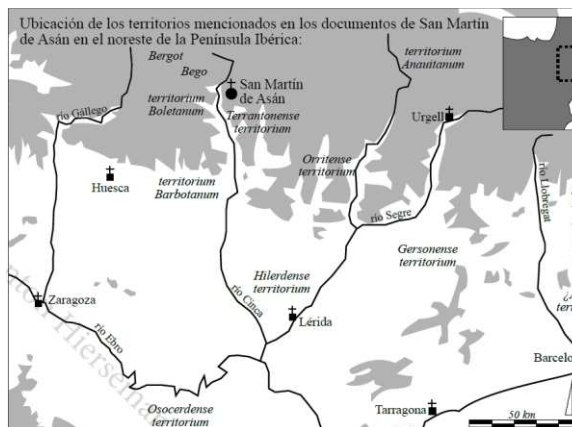 Ubicación de los territorios mencionados en los documentos de San Martín
de Asán en el noreste de la Península Ibérica:
Bergot
Bego
territorium
Anauitanum
San Martín
de Asán
río Gállego
territorium
Boletanum
Terrantonense
territorium
Urgell
Orritense
territorium
río Llobregat
Huesca
territorium
Barbotanum
río Segre
Gersonense
territorium
Hilerdense
territorium
Zaragoza
río Cinca
Lérida
río Ebro
Barcelo
Osocerdense
territorium
Tarragona
50 km